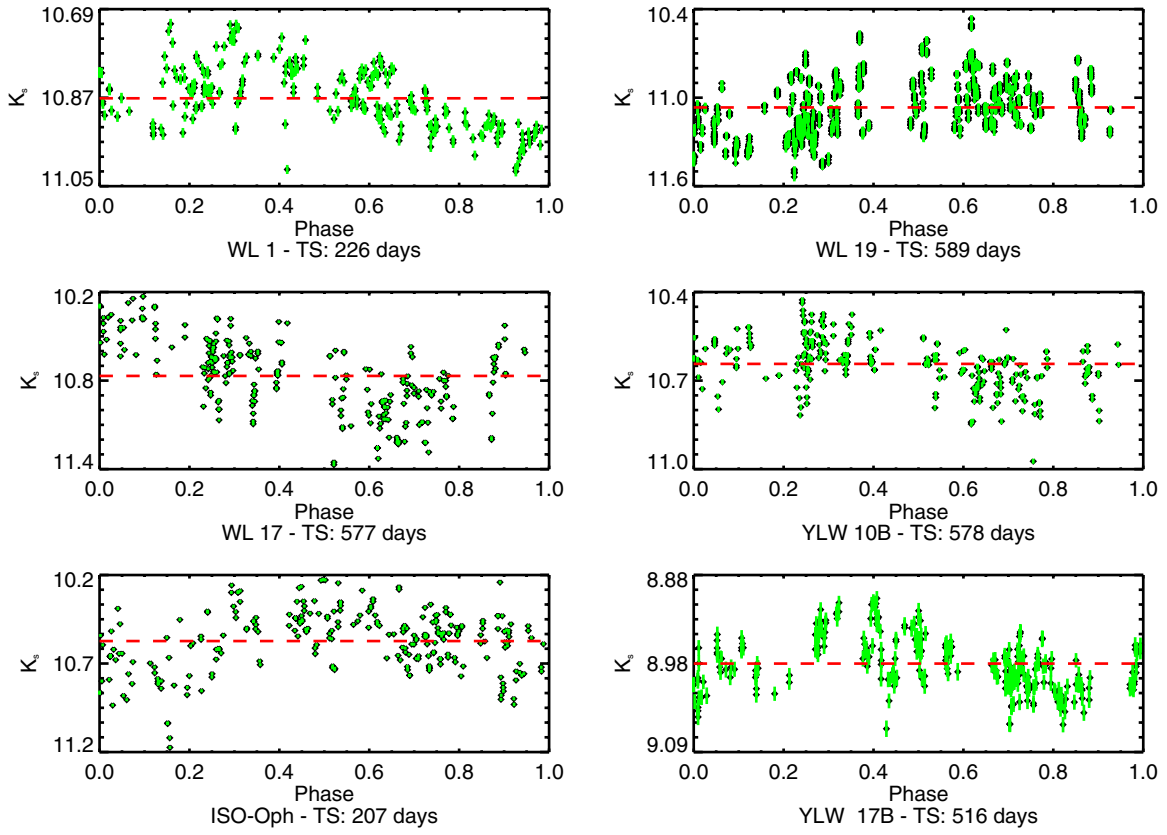 10.69
10.87
11.05
K_s
0.0 0.2 0.4 0.6 0.8 1.0
Phase
WL 1 - TS: 226 days
10.4
11.0
11.6
K_s
0.0 0.2 0.4 0.6 0.8 1.0
Phase
WL 19 - TS: 589 days
10.2
10.8
11.4
K_s
0.0 0.2 0.4 0.6 0.8 1.0
Phase
WL 17 - TS: 577 days
10.4
10.7
11.0
K_s
0.0 0.2 0.4 0.6 0.8 1.0
Phase
YLW 10B - TS: 578 days
10.2
10.7
11.2
K_s
0.0 0.2 0.4 0.6 0.8 1.0
Phase
ISO-Oph - TS: 207 days
8.88
8.98
9.09
K_s
0.0 0.2 0.4 0.6 0.8 1.0
Phase
YLW 17B - TS: 516 days